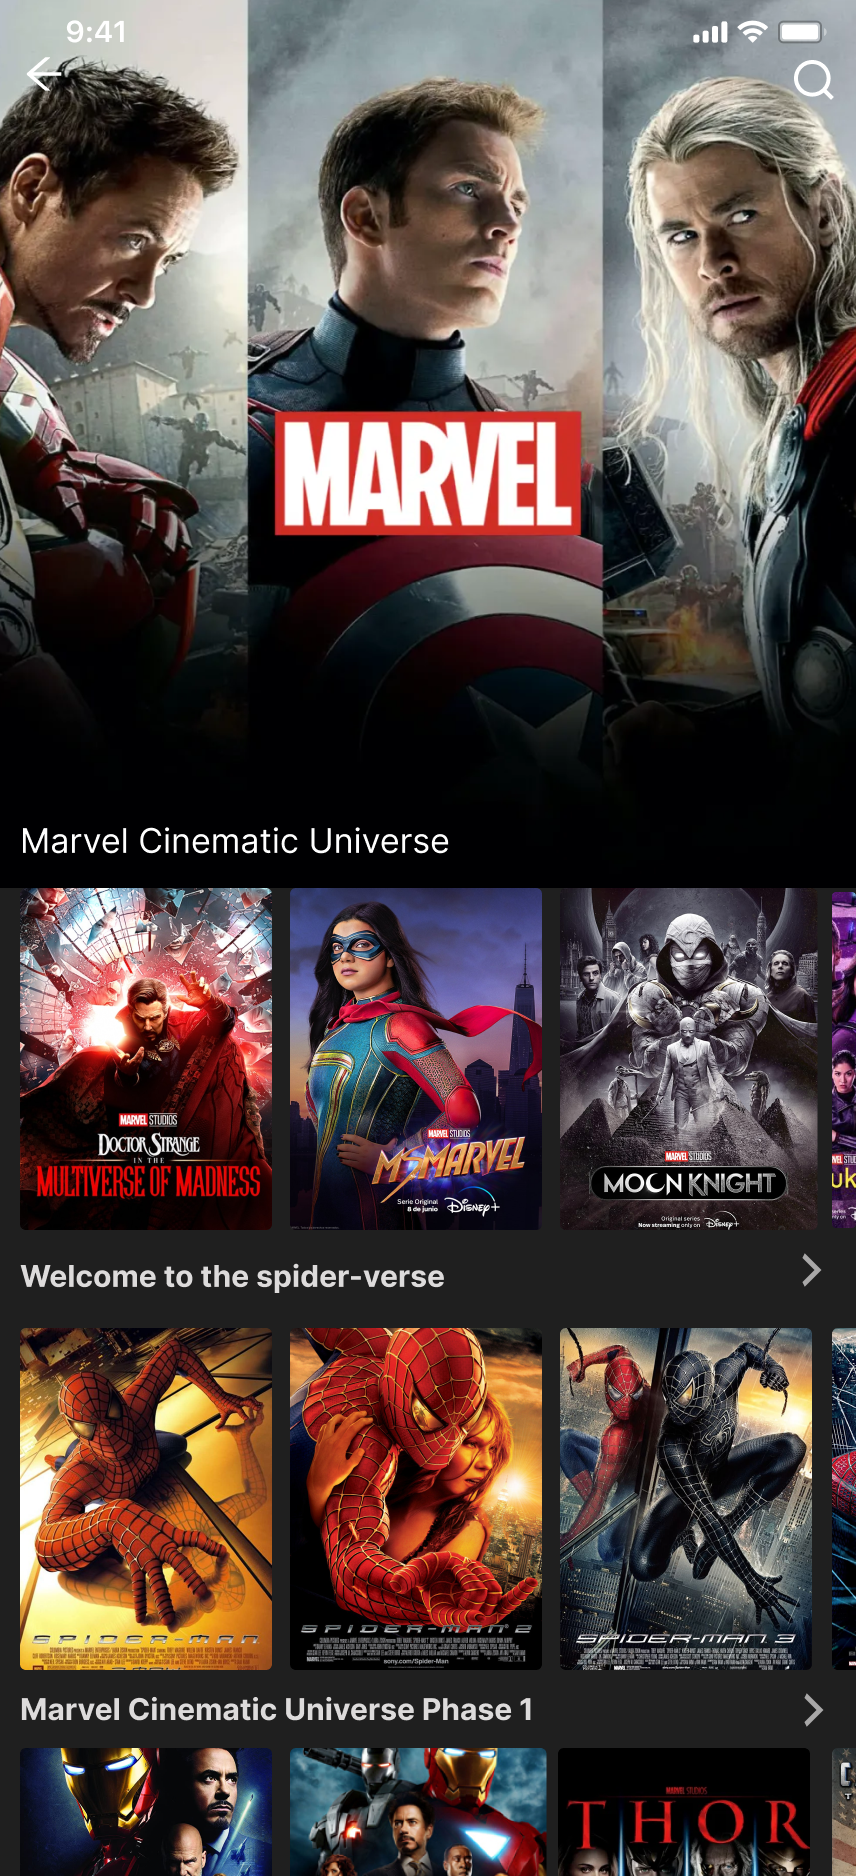 9:41
MARVEL
Marvel Cinematic Universe
MARVEL STUDIOS
DOCTOR STRANGE
IN THE
MULTIVERSE OF MADNESS
MARVEL STUDIOS
MS MARVEL
Serie Original
8 de junio
Disney+
MARVEL STUDIOS
MOON KNIGHT
Original series
Now streaming only on
Disney+
Welcome to the spider-verse
SPIDER-MAN
SPIDER-MAN 2
sony.com/Spider-Man
SPIDER-MAN 3
Marvel Cinematic Universe Phase 1
MARVEL STUDIOS
THOR